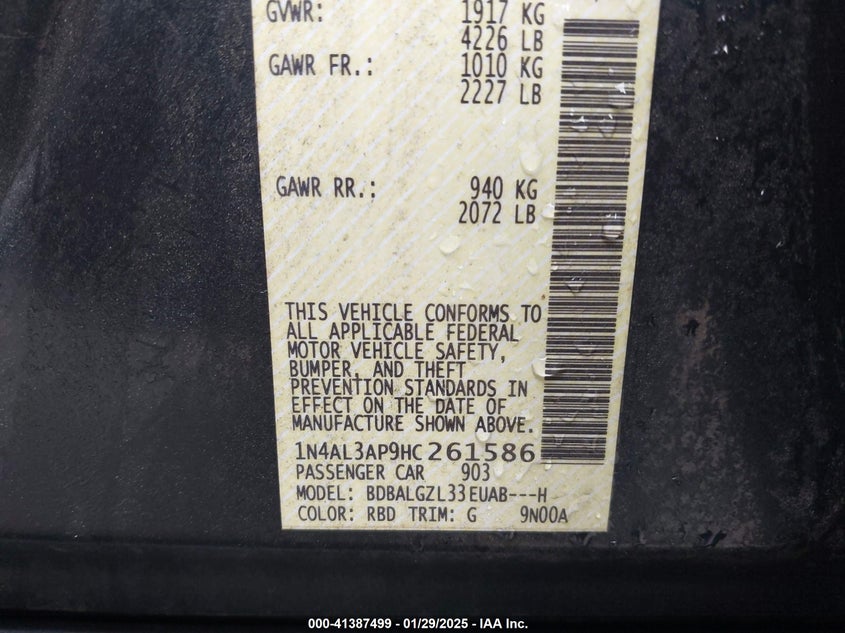 GVWR: 1917 KG
4226 LB
GAWR FR.: 1010 KG
2227 LB
GAWR RR.: 940 KG
2072 LB
THIS VEHICLE CONFORMS TO
ALL APPLICABLE FEDERAL
MOTOR VEHICLE SAFETY,
BUMPER, AND THEFT
PREVENTION STANDARDS IN
EFFECT ON THE DATE OF
MANUFACTURE SHOWN ABOVE.
1N4AL3AP9HC261586
PASSENGER CAR 903
MODEL: BDBALGZL33EUAB---H
COLOR: RBD TRIM: G 9N00A
000-41387499 - 01/29/2025 - IAA Inc.